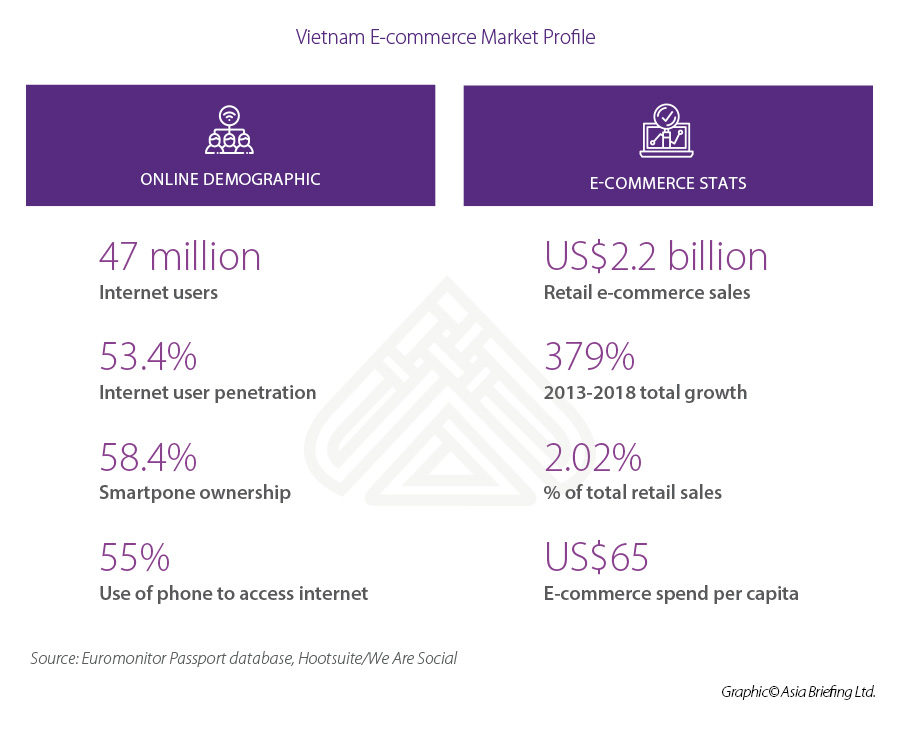 Vietnam E-commerce Market Profile
ONLINE DEMOGRAPHIC
47 million
Internet users
53.4%
Internet user penetration
58.4%
Smartpone ownership
55%
Use of phone to access internet
E-COMMERCE STATS
US$2.2 billion
Retail e-commerce sales
379%
2013-2018 total growth
2.02%
% of total retail sales
US$65
E-commerce spend per capita
Source: Euromonitor Passport database, Hootsuite/We Are Social
Graphic© Asia Briefing Ltd.